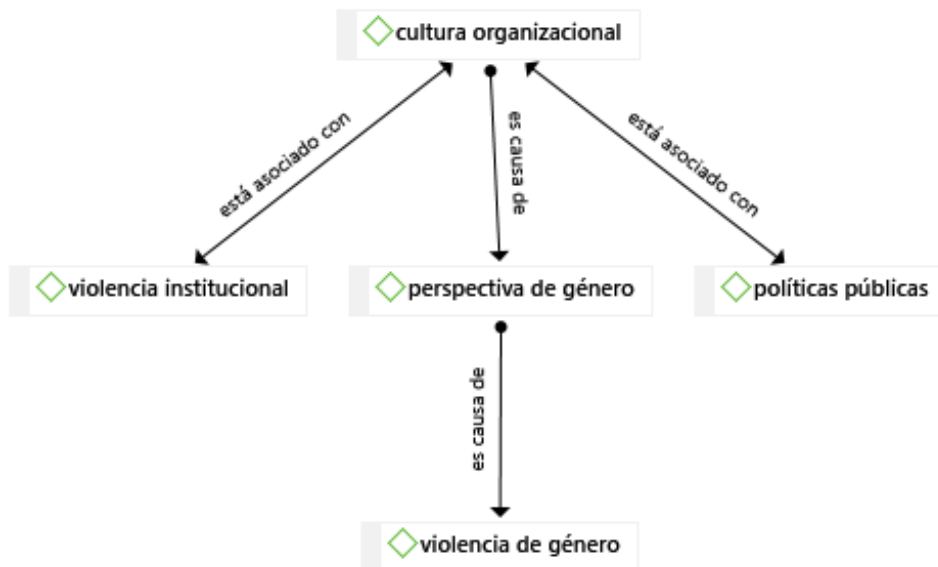 cultura organizacional
está asociado con
es causa de
está asociado con
violencia institucional
perspectiva de género
políticas públicas
es causa de
violencia de género